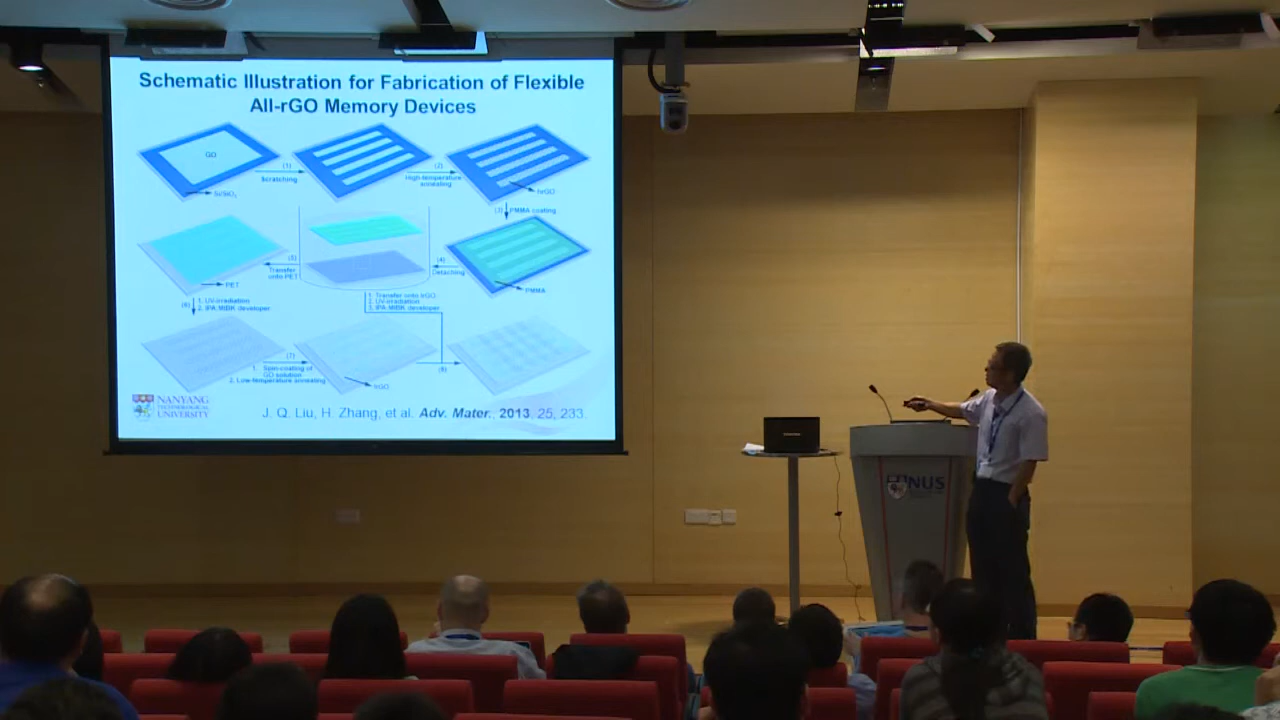 Schematic Illustration for Fabrication of Flexible
All-rGO Memory Devices
GO
(1)
Scratching
(2)
High-temperature
annealing
Si/SiO2
hrGO
(3)
PMMA coating
(5)
Transfer
onto PET
(4)
Detaching
PET
PMMA
(6)
1. UV-irradiation
2. IPA:MIBK developer
1. Transfer onto lrGO
2. UV-irradiation
3. IPA:MIBK developer
(7)
1. Spin-coating of
GO solution
2. Low-temperature annealing
lrGO
(8)
NANYANG
TECHNOLOGICAL
UNIVERSITY
J. Q. Liu, H. Zhang, et al. Adv. Mater., 2013, 25, 233.
NUS